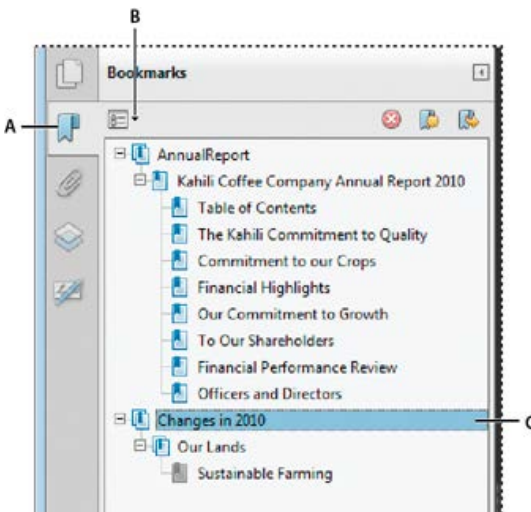 B
Bookmarks
A
AnnualReport
Kahili Coffee Company Annual Report 2010
Table of Contents
The Kahili Commitment to Quality
Commitment to our Crops
Financial Highlights
Our Commitment to Growth
To Our Shareholders
Financial Performance Review
Officers and Directors
Changes in 2010
C
Our Lands
Sustainable Farming